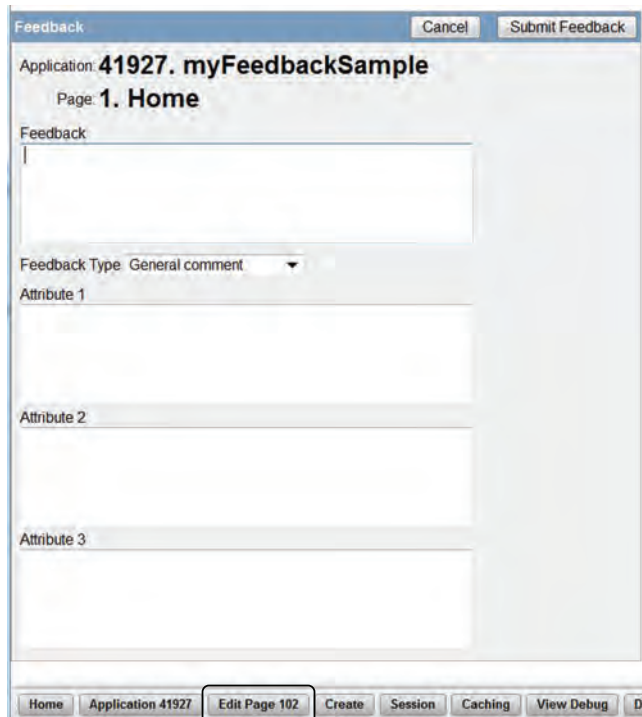 Feedback Cancel Submit Feedback
Application: 41927. myFeedbackSample
Page: 1. Home
Feedback
Feedback Type General comment
Attribute 1
Attribute 2
Attribute 3
Home Application 41927 Edit Page 102 Create Session Caching View Debug